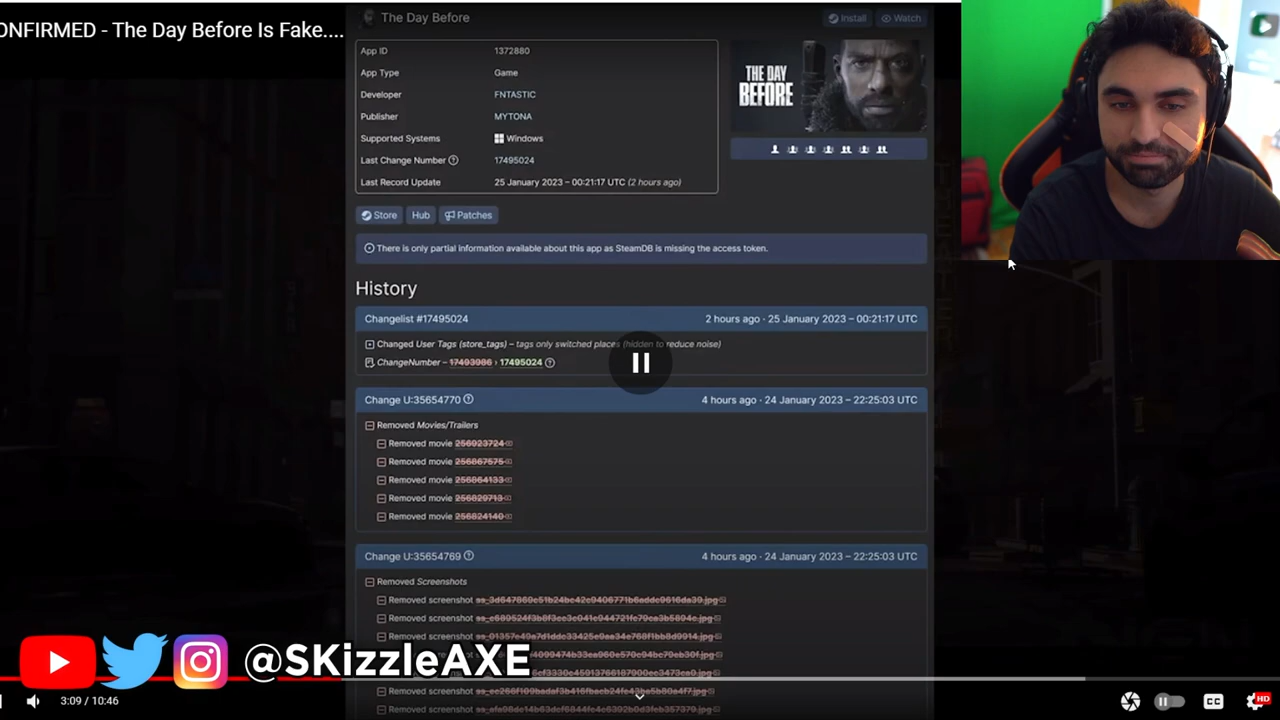 ONFIRMED - The Day Before Is Fake....
The Day Before
Install
Watch
App ID 1372880
App Type Game
Developer FNTASTIC
Publisher MYTONA
Supported Systems Windows
Last Change Number 17495024
Last Record Update 25 January 2023 – 00:21:17 UTC (2 hours ago)
THE DAY
BEFORE
Store Hub Patches
There is only partial information available about this app as SteamDB is missing the access token.
History
Changelist #17495024 2 hours ago · 25 January 2023 – 00:21:17 UTC
Changed User Tags (store_tags) – tags only switched places (hidden to reduce noise)
ChangeNumber – 17493986 › 17495024
Change U:35654770 4 hours ago · 24 January 2023 – 22:25:03 UTC
Removed Movies/Trailers
Removed movie 256923724
Removed movie 256867575
Removed movie 256864133
Removed movie 256829713
Removed movie 256824140
Change U:35654769 4 hours ago · 24 January 2023 – 22:25:03 UTC
Removed Screenshots
Removed screenshot
Removed screenshot
Removed screenshot
@SKizzleAXE
Removed screenshot
Removed screenshot
3:09 / 10:46
CC
HD